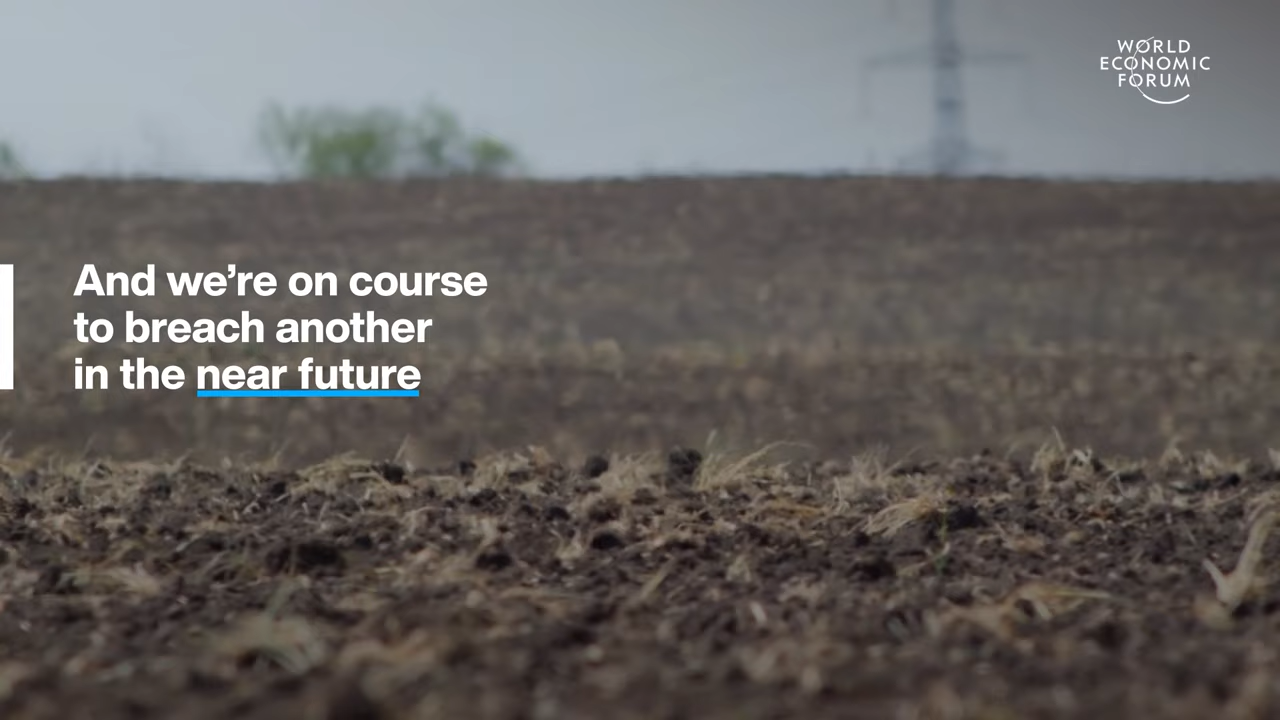 WORLD
ECONOMIC
FORUM
And we're on course
to breach another
in the near future